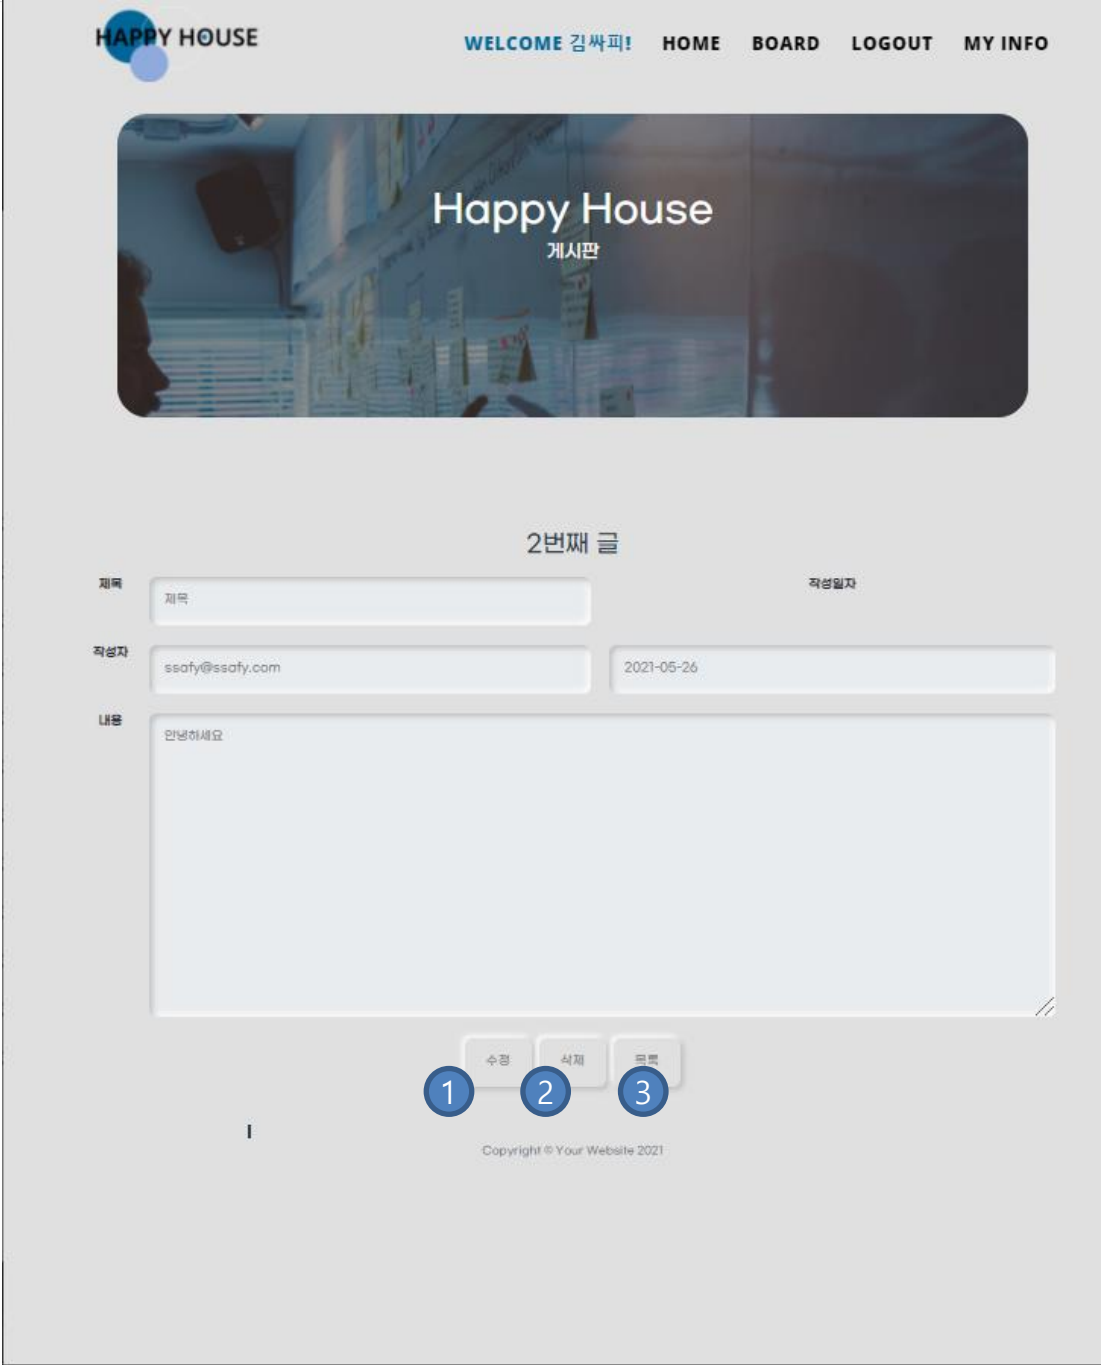 HAPPY HOUSE
WELCOME 김싸피! HOME BOARD LOGOUT MY INFO
Happy House
게시판
2번째 글
제목 제목 작성일자
작성자 ssafy@ssafy.com 2021-05-26
내용 안녕하세요
수정 삭제 목록
1 2 3
Copyright © Your Website 2021